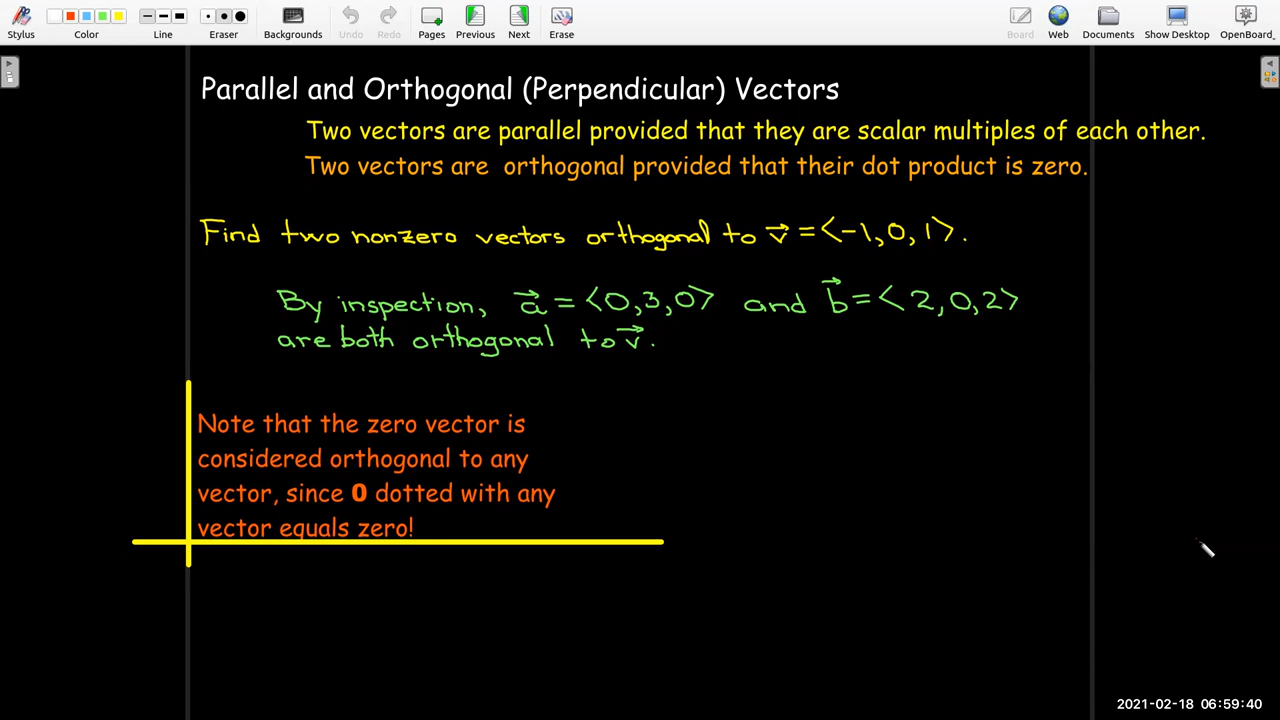 Stylus Color Line Eraser Backgrounds Undo Redo Pages Previous Next Erase Board Web Documents Show Desktop OpenBoard
Parallel and Orthogonal (Perpendicular) Vectors
Two vectors are parallel provided that they are scalar multiples of each other.
Two vectors are orthogonal provided that their dot product is zero.
Find two nonzero vectors orthogonal to v⃗ = <-1, 0, 1>.
By inspection, a⃗ = <0, 3, 0> and b⃗ = <2, 0, 2>
are both orthogonal to v⃗.
Note that the zero vector is
considered orthogonal to any
vector, since 0 dotted with any
vector equals zero!
2021-02-18 06:59:40